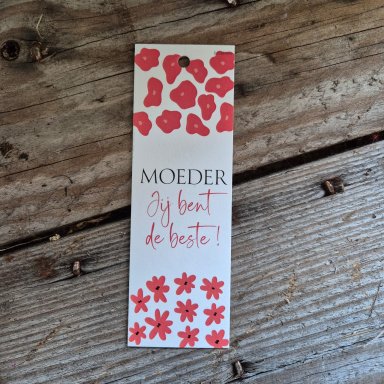 MOEDER
Jij bent
de beste!